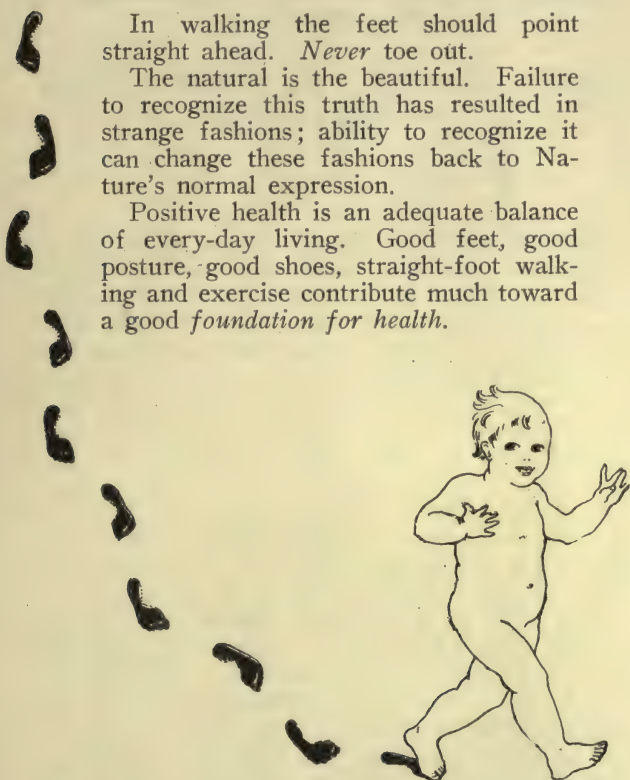 In walking the feet should point
straight ahead. Never toe out.
The natural is the beautiful. Failure
to recognize this truth has resulted in
strange fashions; ability to recognize it
can change these fashions back to Na-
ture's normal expression.
Positive health is an adequate balance
of every-day living. Good feet, good
posture, good shoes, straight-foot walk-
ing and exercise contribute much toward
a good foundation for health.